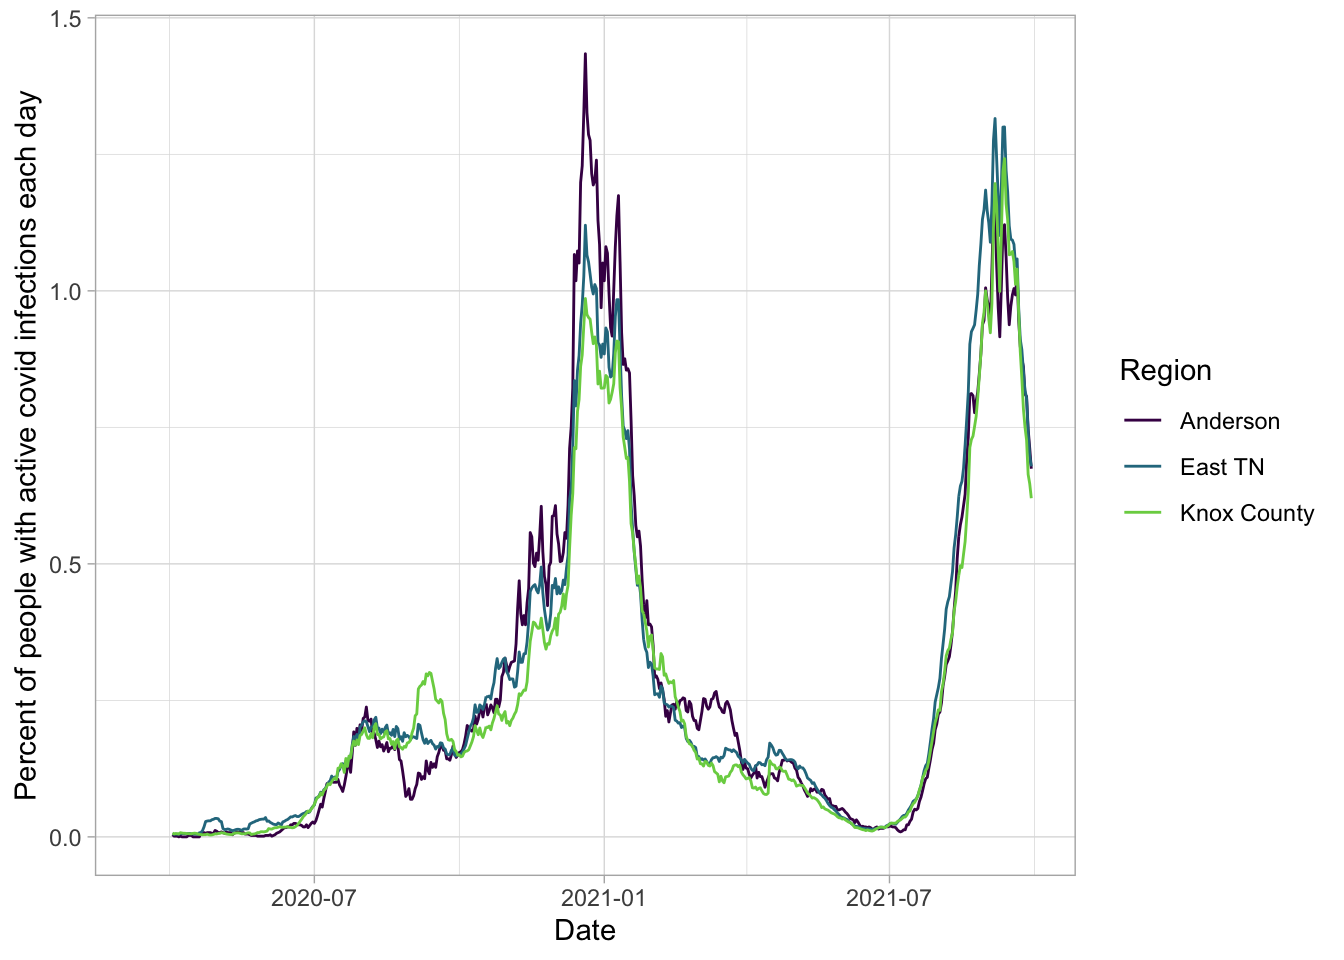 Percent of people with active covid infections each day
1.5
1.0
0.5
0.0
2020-07
2021-01
2021-07
Date
Region
Anderson
East TN
Knox County